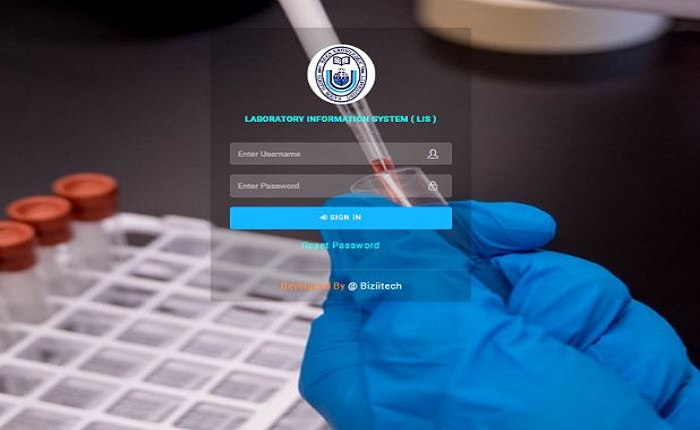 LABORATORY INFORMATION SYSTEM ( LIS )
Enter Username
Enter Password
SIGN IN
Reset Password
Developed By @ Biziitech